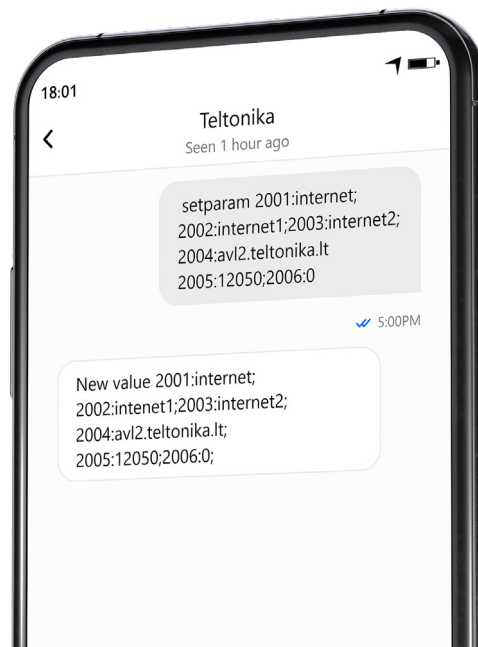 18:01
Teltonika
Seen 1 hour ago
setparam 2001:internet;
2002:internet1;2003:internet2;
2004:avl2.teltonika.lt
2005:12050;2006:0
5:00PM
New value 2001:internet;
2002:intenet1;2003:internet2;
2004:avl2.teltonika.lt;
2005:12050;2006:0;